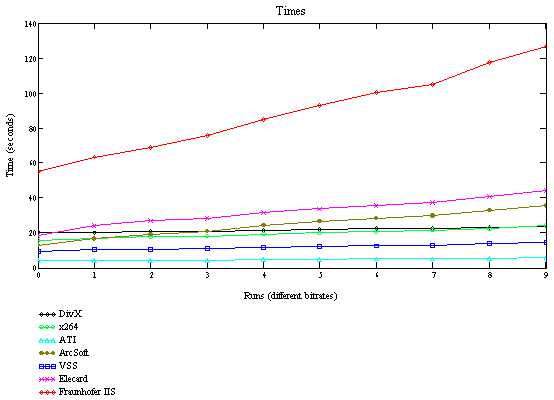 Times
140
120
100
80
60
40
20
0
Time (seconds)
0 1 2 3 4 5 6 7 8 9
Runs (different bitrates)
DivX
x264
ATI
ArcSoft
VSS
Elecard
Fraunhofer IIS